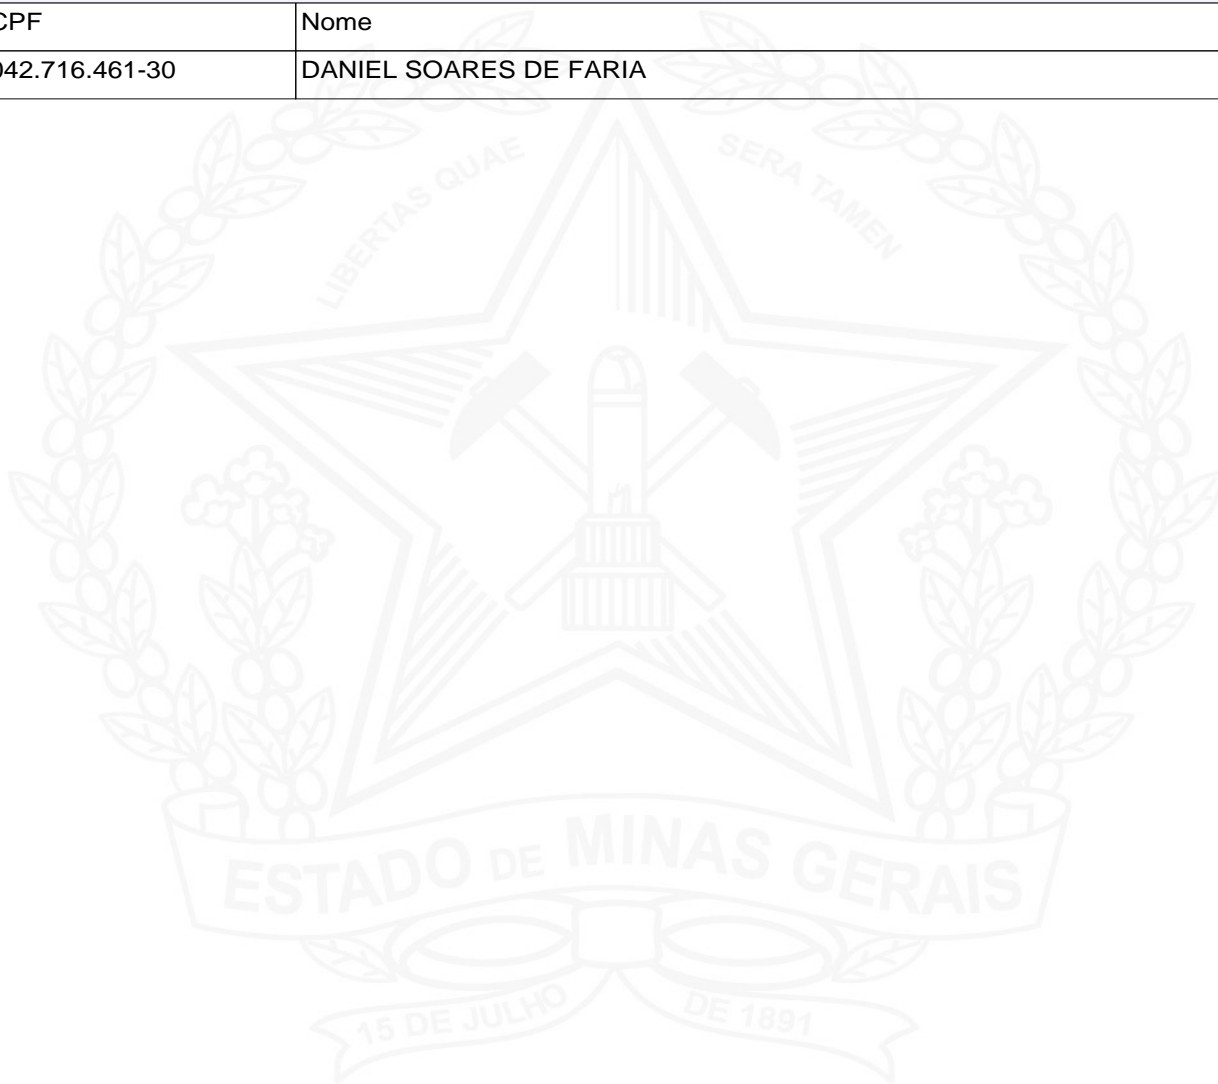 CPF Nome
042.716.461-30 DANIEL SOARES DE FARIA
LIBERTAS QUAE SERA TAMEN
ESTADO DE MINAS GERAIS
15 DE JULHO DE 1891